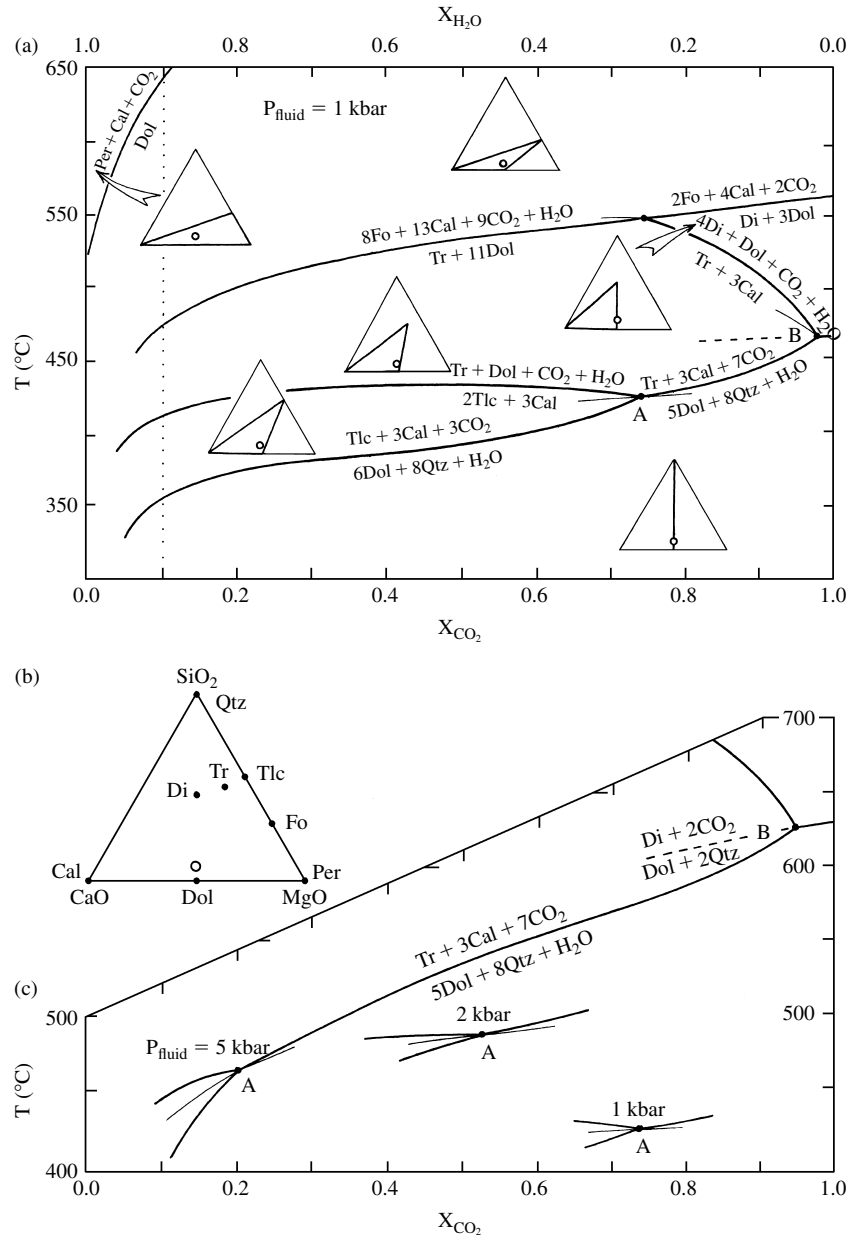 X_H₂O
(a)
1.0 0.8 0.6 0.4 0.2 0.0
650
550
450
350
T (°C)
P_fluid = 1 kbar
Per + Cal + CO₂
Dol
8Fo + 13Cal + 9CO₂ + H₂O
Tr + 11Dol
2Fo + 4Cal + 2CO₂
Di + 3Dol
4Di + Dol + CO₂ + H₂O
Tr + 3Cal
B
Tr + Dol + CO₂ + H₂O
2Tlc + 3Cal
Tr + 3Cal + 7CO₂
5Dol + 8Qtz + H₂O
A
Tlc + 3Cal + 3CO₂
6Dol + 8Qtz + H₂O
0.0 0.2 0.4 0.6 0.8 1.0
X_CO₂
(b)
SiO₂
Qtz
Tr
Tlc
Di
Fo
Cal
Per
CaO
Dol
MgO
(c)
700
600
500
500
400
T (°C)
Di + 2CO₂
B
Dol + 2Qtz
Tr + 3Cal + 7CO₂
5Dol + 8Qtz + H₂O
P_fluid = 5 kbar
A
2 kbar
A
1 kbar
A
0.2 0.4 0.6 0.8 1.0
X_CO₂